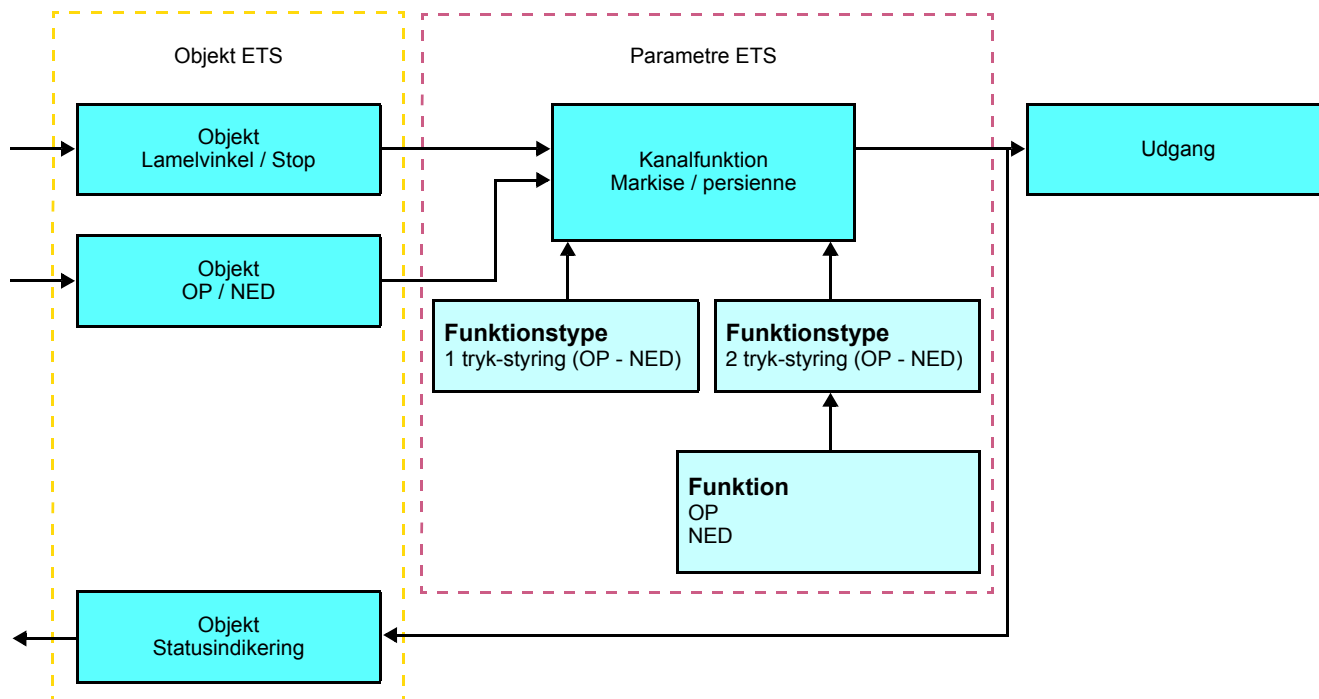 Objekt ETS
Parametre ETS
Objekt
Lamelvinkel / Stop
Kanalfunktion
Markise / persienne
Udgang
Objekt
OP / NED
Funktionstype
1 tryk-styring (OP - NED)
Funktionstype
2 tryk-styring (OP - NED)
Funktion
OP
NED
Objekt
Statusindikering